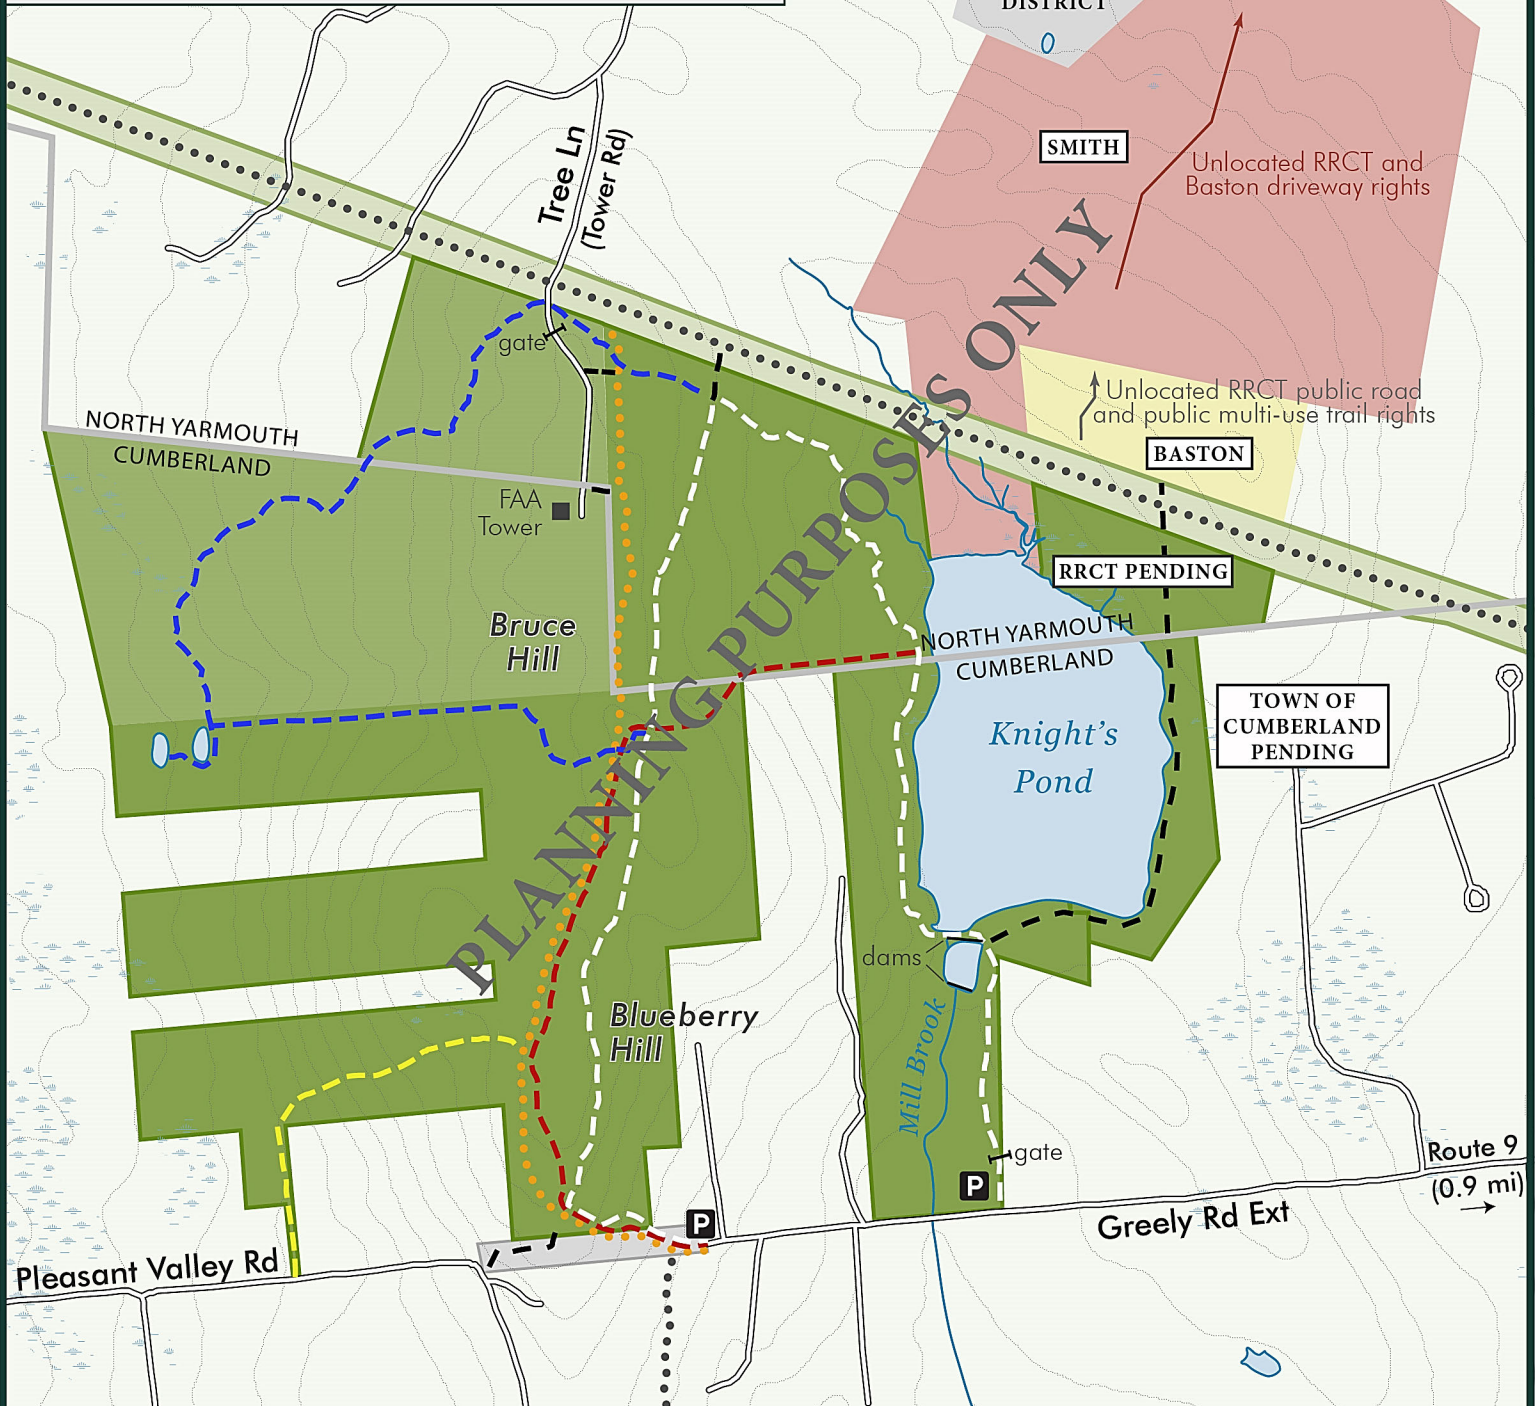 DISTRICT
SMITH
Unlocated RRCT and
Baston driveway rights
Tree Ln
(Tower Rd)
gate
Unlocated RRCT public road
and public multi-use trail rights
BASTON
NORTH YARMOUTH
CUMBERLAND
FAA
Tower
RRCT PENDING
Bruce
Hill
NORTH YARMOUTH
CUMBERLAND
TOWN OF
CUMBERLAND
PENDING
Knight's
Pond
PLANNING PURPOSES ONLY
dams
Blueberry
Hill
Mill Brook
gate
P
Route 9
(0.9 mi)
P
Greely Rd Ext
Pleasant Valley Rd